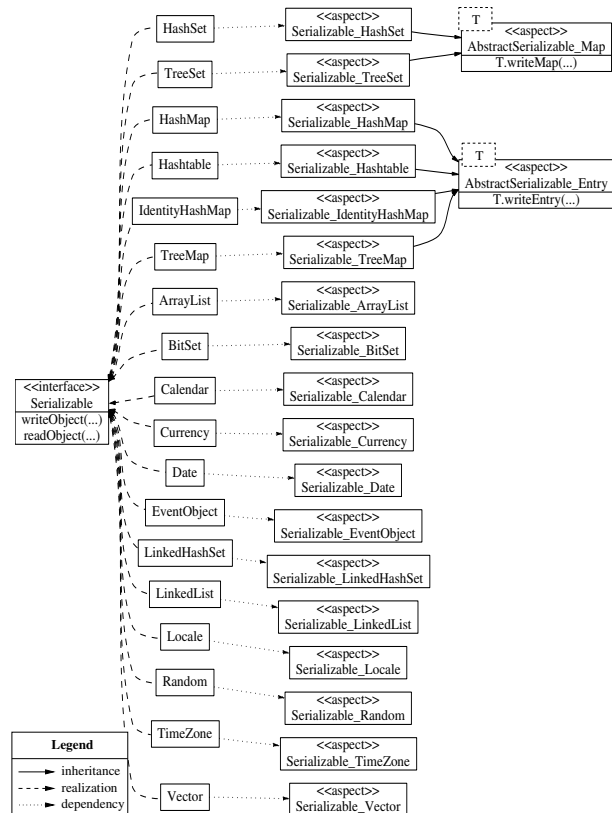 HashSet
<<aspect>>
Serializable_HashSet
T
<<aspect>>
AbstractSerializable_Map
T.writeMap(...)
TreeSet
<<aspect>>
Serializable_TreeSet
HashMap
<<aspect>>
Serializable_HashMap
Hashtable
<<aspect>>
Serializable_Hashtable
T
<<aspect>>
AbstractSerializable_Entry
T.writeEntry(...)
IdentityHashMap
<<aspect>>
Serializable_IdentityHashMap
TreeMap
<<aspect>>
Serializable_TreeMap
ArrayList
<<aspect>>
Serializable_ArrayList
BitSet
<<aspect>>
Serializable_BitSet
<<interface>>
Serializable
writeObject(...)
readObject(...)
Calendar
<<aspect>>
Serializable_Calendar
Currency
<<aspect>>
Serializable_Currency
Date
<<aspect>>
Serializable_Date
EventObject
<<aspect>>
Serializable_EventObject
LinkedHashSet
<<aspect>>
Serializable_LinkedHashSet
LinkedList
<<aspect>>
Serializable_LinkedList
Locale
<<aspect>>
Serializable_Locale
Random
<<aspect>>
Serializable_Random
TimeZone
<<aspect>>
Serializable_TimeZone
Vector
<<aspect>>
Serializable_Vector
Legend
inheritance
realization
dependency